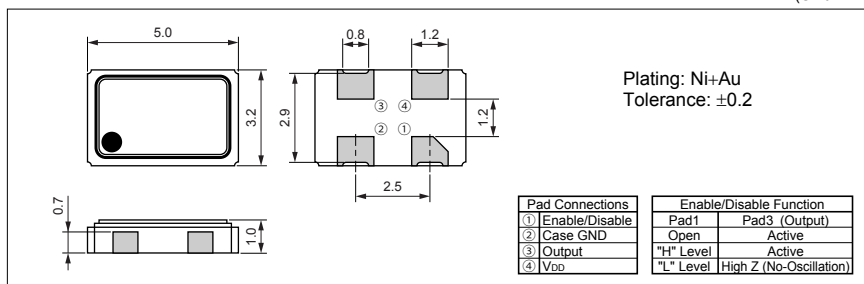 5.0
3.2
0.7
1.0
0.8
1.2
2.9
③ ④
② ①
1.2
2.5
Plating: Ni+Au
Tolerance: ±0.2
Pad Connections
① Enable/Disable
② Case GND
③ Output
④ VDD
Enable/Disable Function
Pad1 Pad3 (Output)
Open Active
"H" Level Active
"L" Level High Z (No-Oscillation)